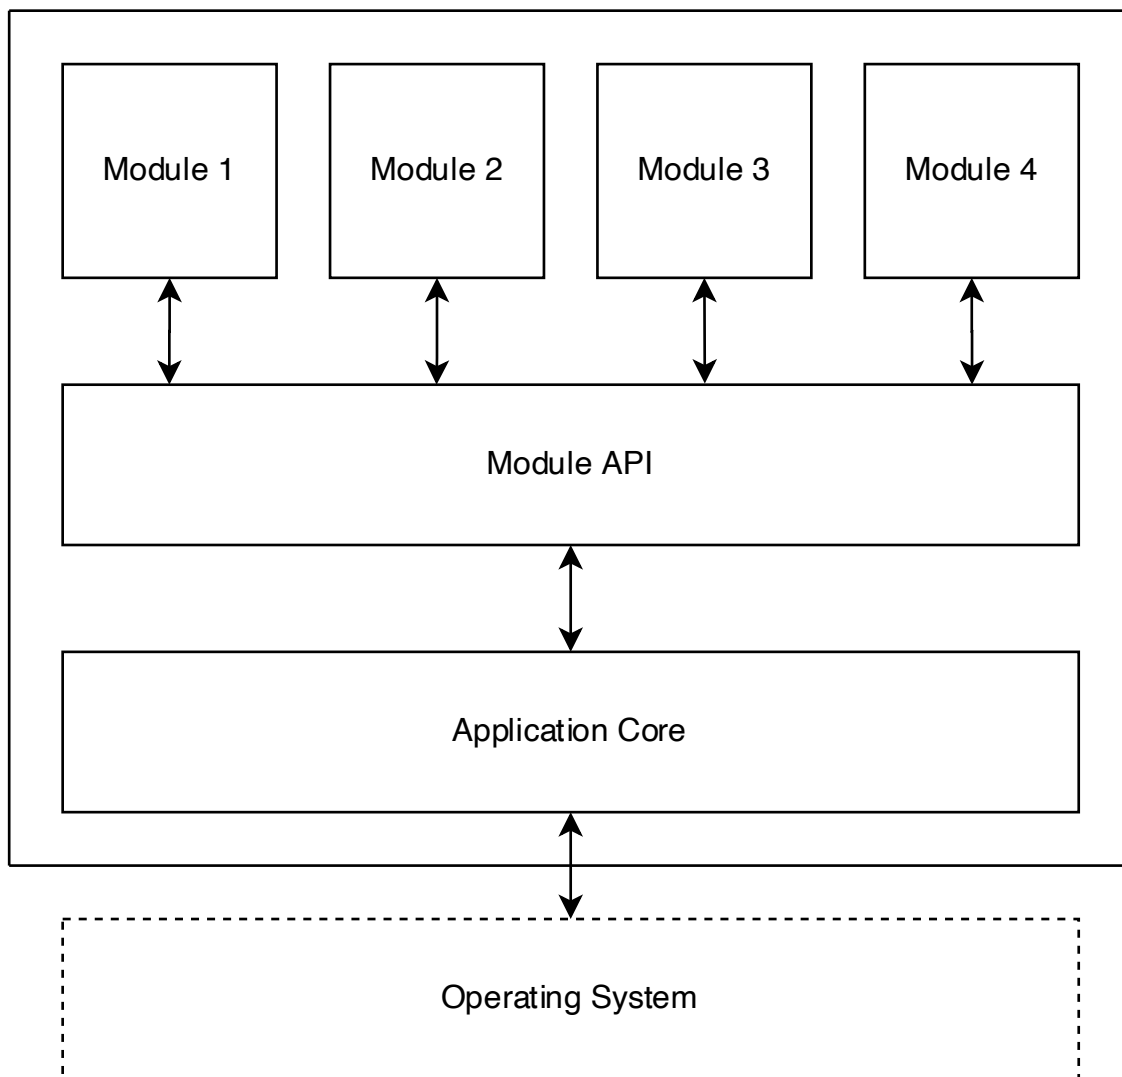 Module 1
Module 2
Module 3
Module 4
Module API
Application Core
Operating System